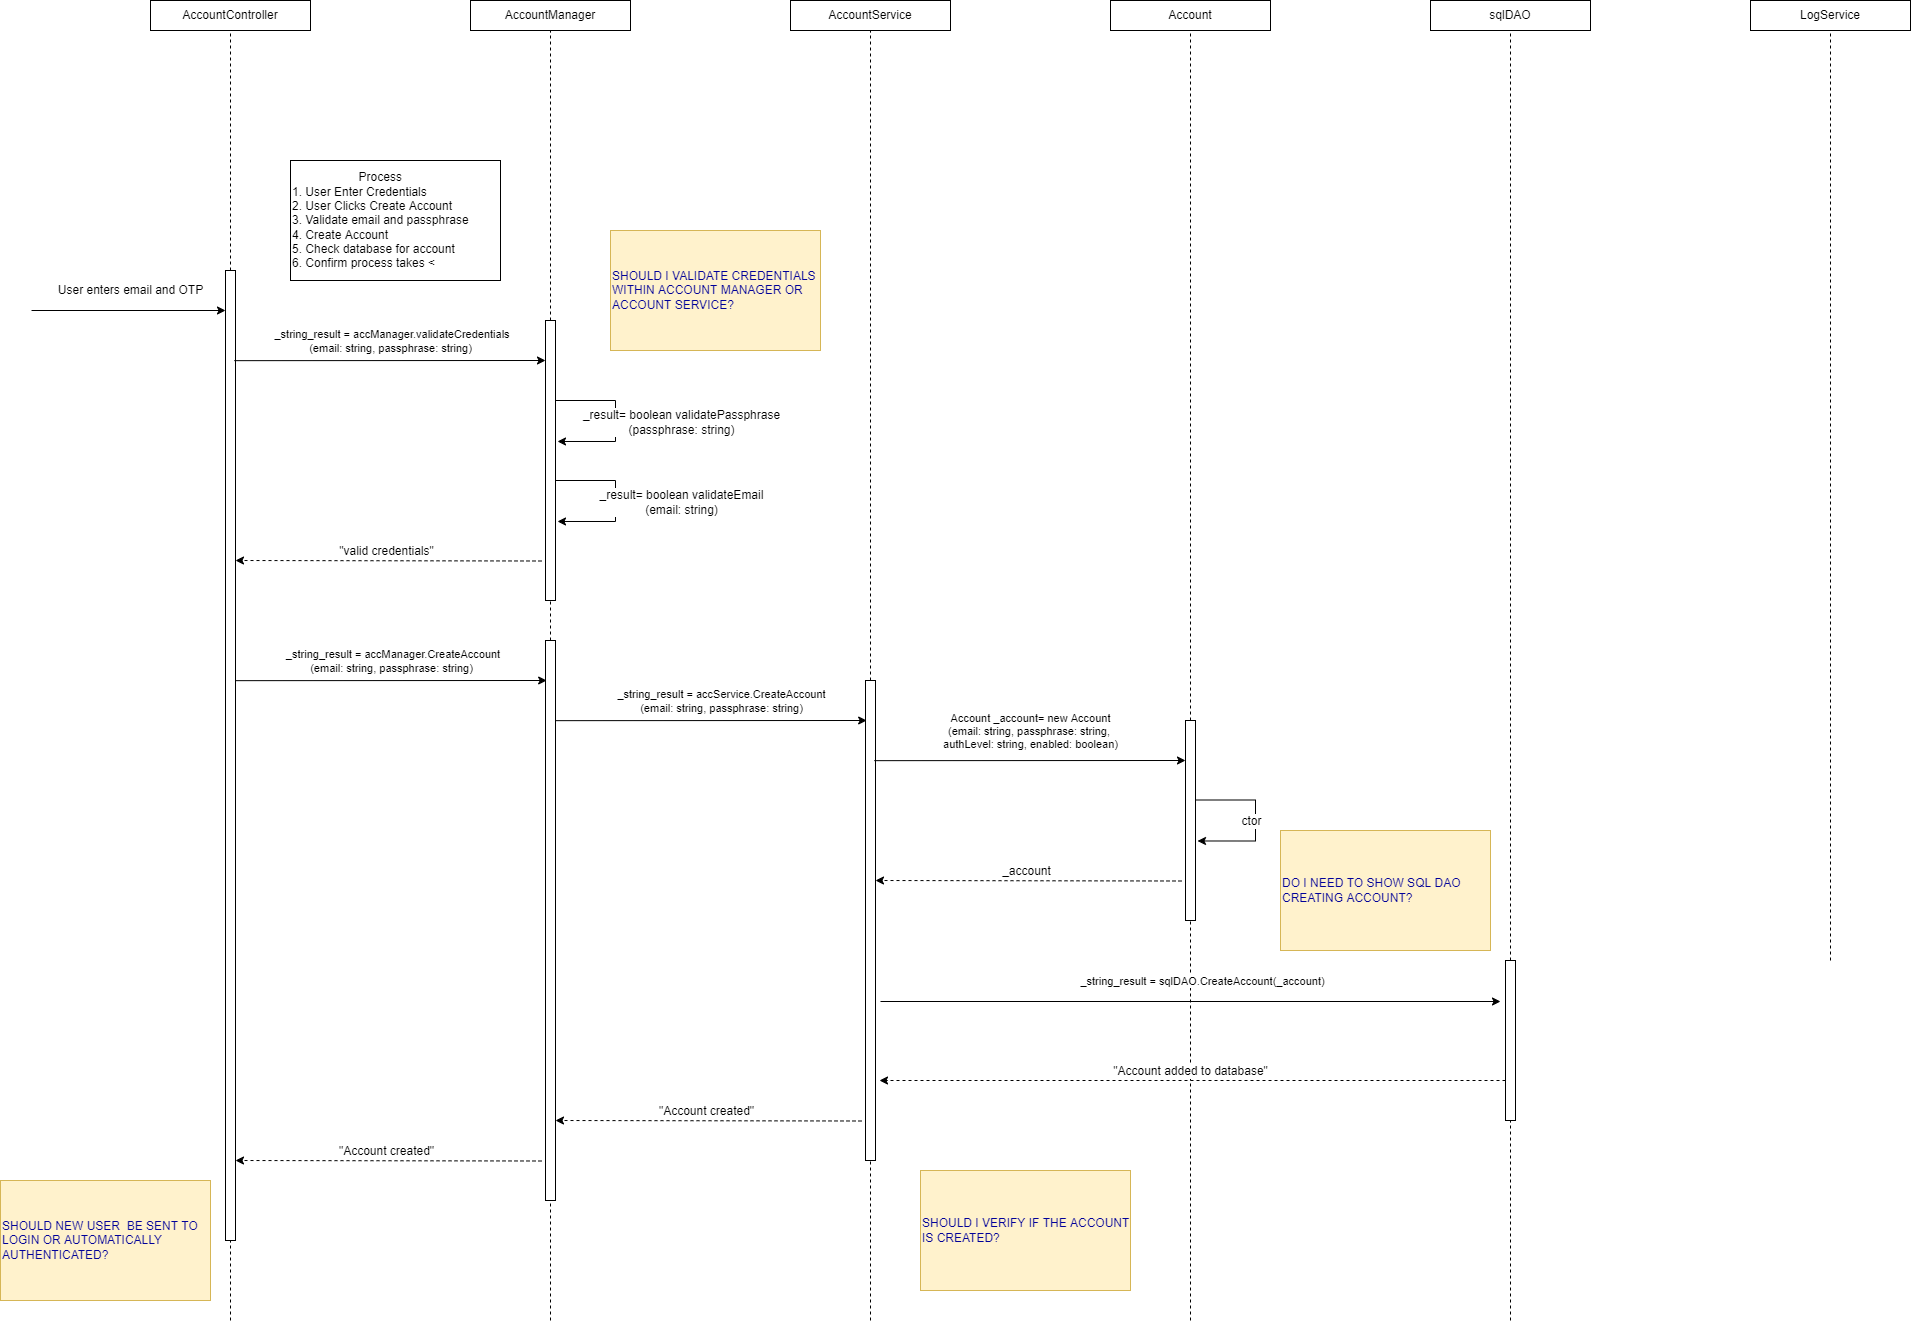 AccountController
AccountManager
AccountService
Account
sqlDAO
LogService
Process
1. User Enter Credentials
2. User Clicks Create Account
3. Validate email and passphrase
4. Create Account
5. Check database for account
6. Confirm process takes <
SHOULD I VALIDATE CREDENTIALS
WITHIN ACCOUNT MANAGER OR
ACCOUNT SERVICE?
User enters email and OTP
_string_result = accManager.validateCredentials
(email: string, passphrase: string)
_result= boolean validatePassphrase
(passphrase: string)
_result= boolean validateEmail
(email: string)
"valid credentials"
_string_result = accManager.CreateAccount
(email: string, passphrase: string)
_string_result = accService.CreateAccount
(email: string, passphrase: string)
Account _account= new Account
(email: string, passphrase: string,
authLevel: string, enabled: boolean)
ctor
_account
DO I NEED TO SHOW SQL DAO
CREATING ACCOUNT?
_string_result = sqlDAO.CreateAccount(_account)
"Account added to database"
"Account created"
"Account created"
SHOULD NEW USER  BE SENT TO
LOGIN OR AUTOMATICALLY
AUTHENTICATED?
SHOULD I VERIFY IF THE ACCOUNT
IS CREATED?